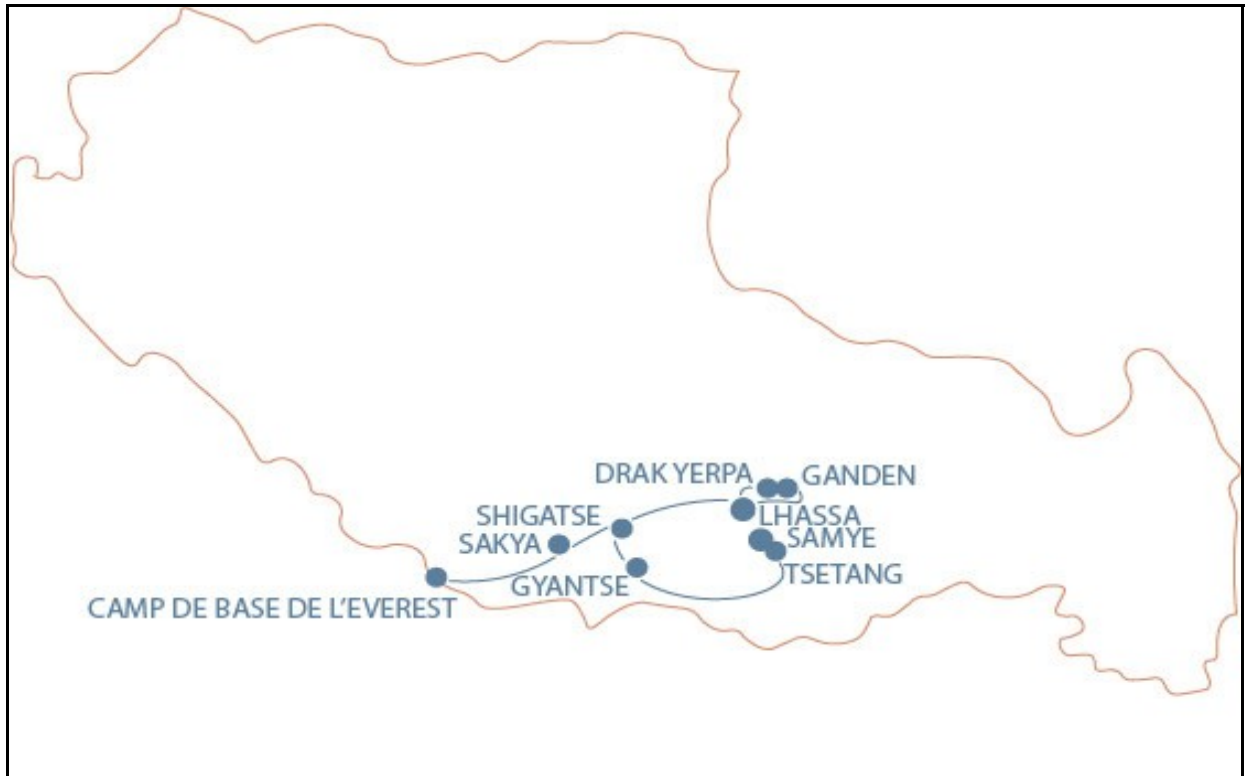 DRAK YERPA
GANDEN
LHASSA
SHIGATSE
SAKYA
SAMYE
TSETANG
GYANTSE
CAMP DE BASE DE L'EVEREST